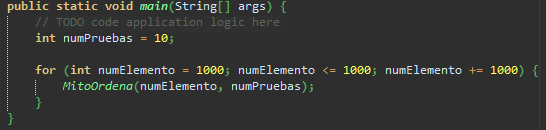 public static void main(String[] args) {
// TODO code application logic here
int numPruebas = 10;
for (int numElemento = 1000; numElemento <= 1000; numElemento += 1000) {
MitoOrdena(numElemento, numPruebas);
}
}